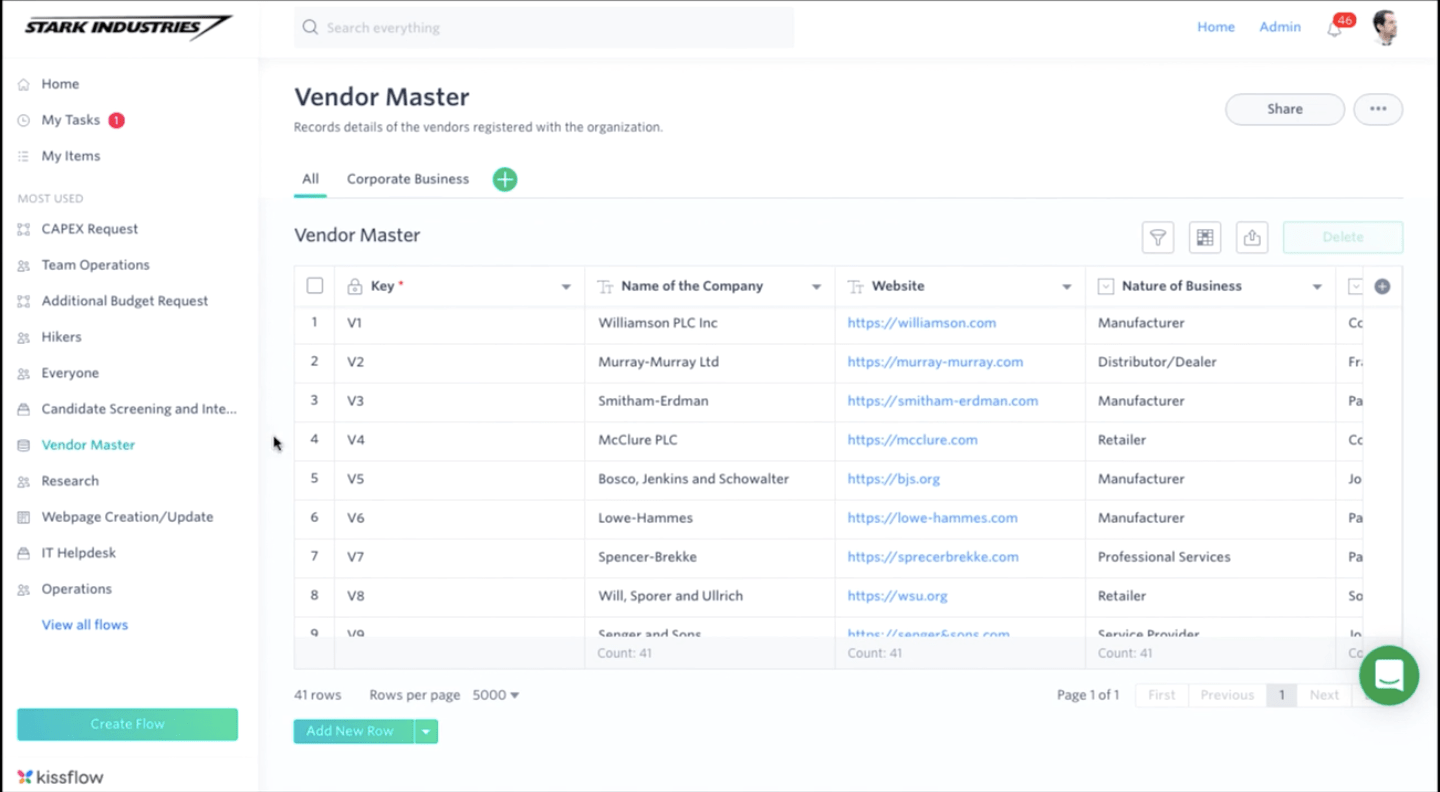 STARK INDUSTRIES
Search everything
Home Admin 46
Home
My Tasks 1
My Items
MOST USED
CAPEX Request
Team Operations
Additional Budget Request
Hikers
Everyone
Candidate Screening and Inte...
Vendor Master
Research
Webpage Creation/Update
IT Helpdesk
Operations
View all flows
Create Flow
kissflow
Vendor Master
Share
Records details of the vendors registered with the organization.
All Corporate Business
Vendor Master
Delete
Key * Name of the Company Website Nature of Business
1 V1 Williamson PLC Inc https://williamson.com Manufacturer Co
2 V2 Murray-Murray Ltd https://murray-murray.com Distributor/Dealer Fra
3 V3 Smitham-Erdman https://smitham-erdman.com Manufacturer Pa
4 V4 McClure PLC https://mcclure.com Retailer Co
5 V5 Bosco, Jenkins and Schowalter https://bjs.org Manufacturer Jo
6 V6 Lowe-Hammes https://lowe-hammes.com Manufacturer Pa
7 V7 Spencer-Brekke https://sprecerbrekke.com Professional Services Pa
8 V8 Will, Sporer and Ullrich https://wsu.org Retailer So
9 V9 Senger and Sons https://senger&sons.com Service Provider Jo
Count: 41 Count: 41 Count: 41 Co
41 rows Rows per page 5000 Page 1 of 1 First Previous 1 Next
Add New Row